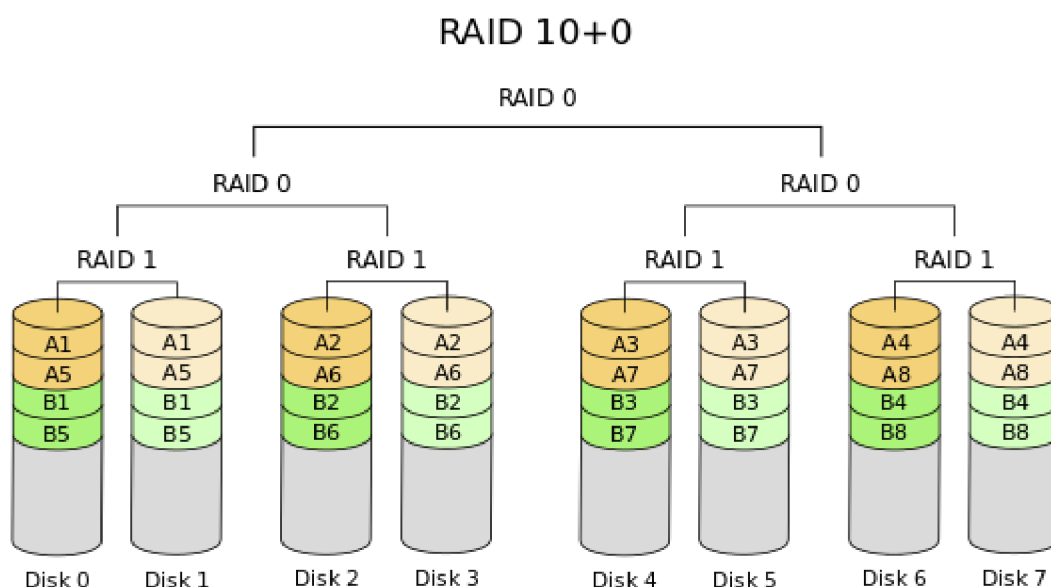 RAID 10+0
RAID 0
RAID 0 RAID 0
RAID 1 RAID 1 RAID 1 RAID 1
A1 A1 A2 A2 A3 A3 A4 A4
A5 A5 A6 A6 A7 A7 A8 A8
B1 B1 B2 B2 B3 B3 B4 B4
B5 B5 B6 B6 B7 B7 B8 B8
Disk 0 Disk 1 Disk 2 Disk 3 Disk 4 Disk 5 Disk 6 Disk 7